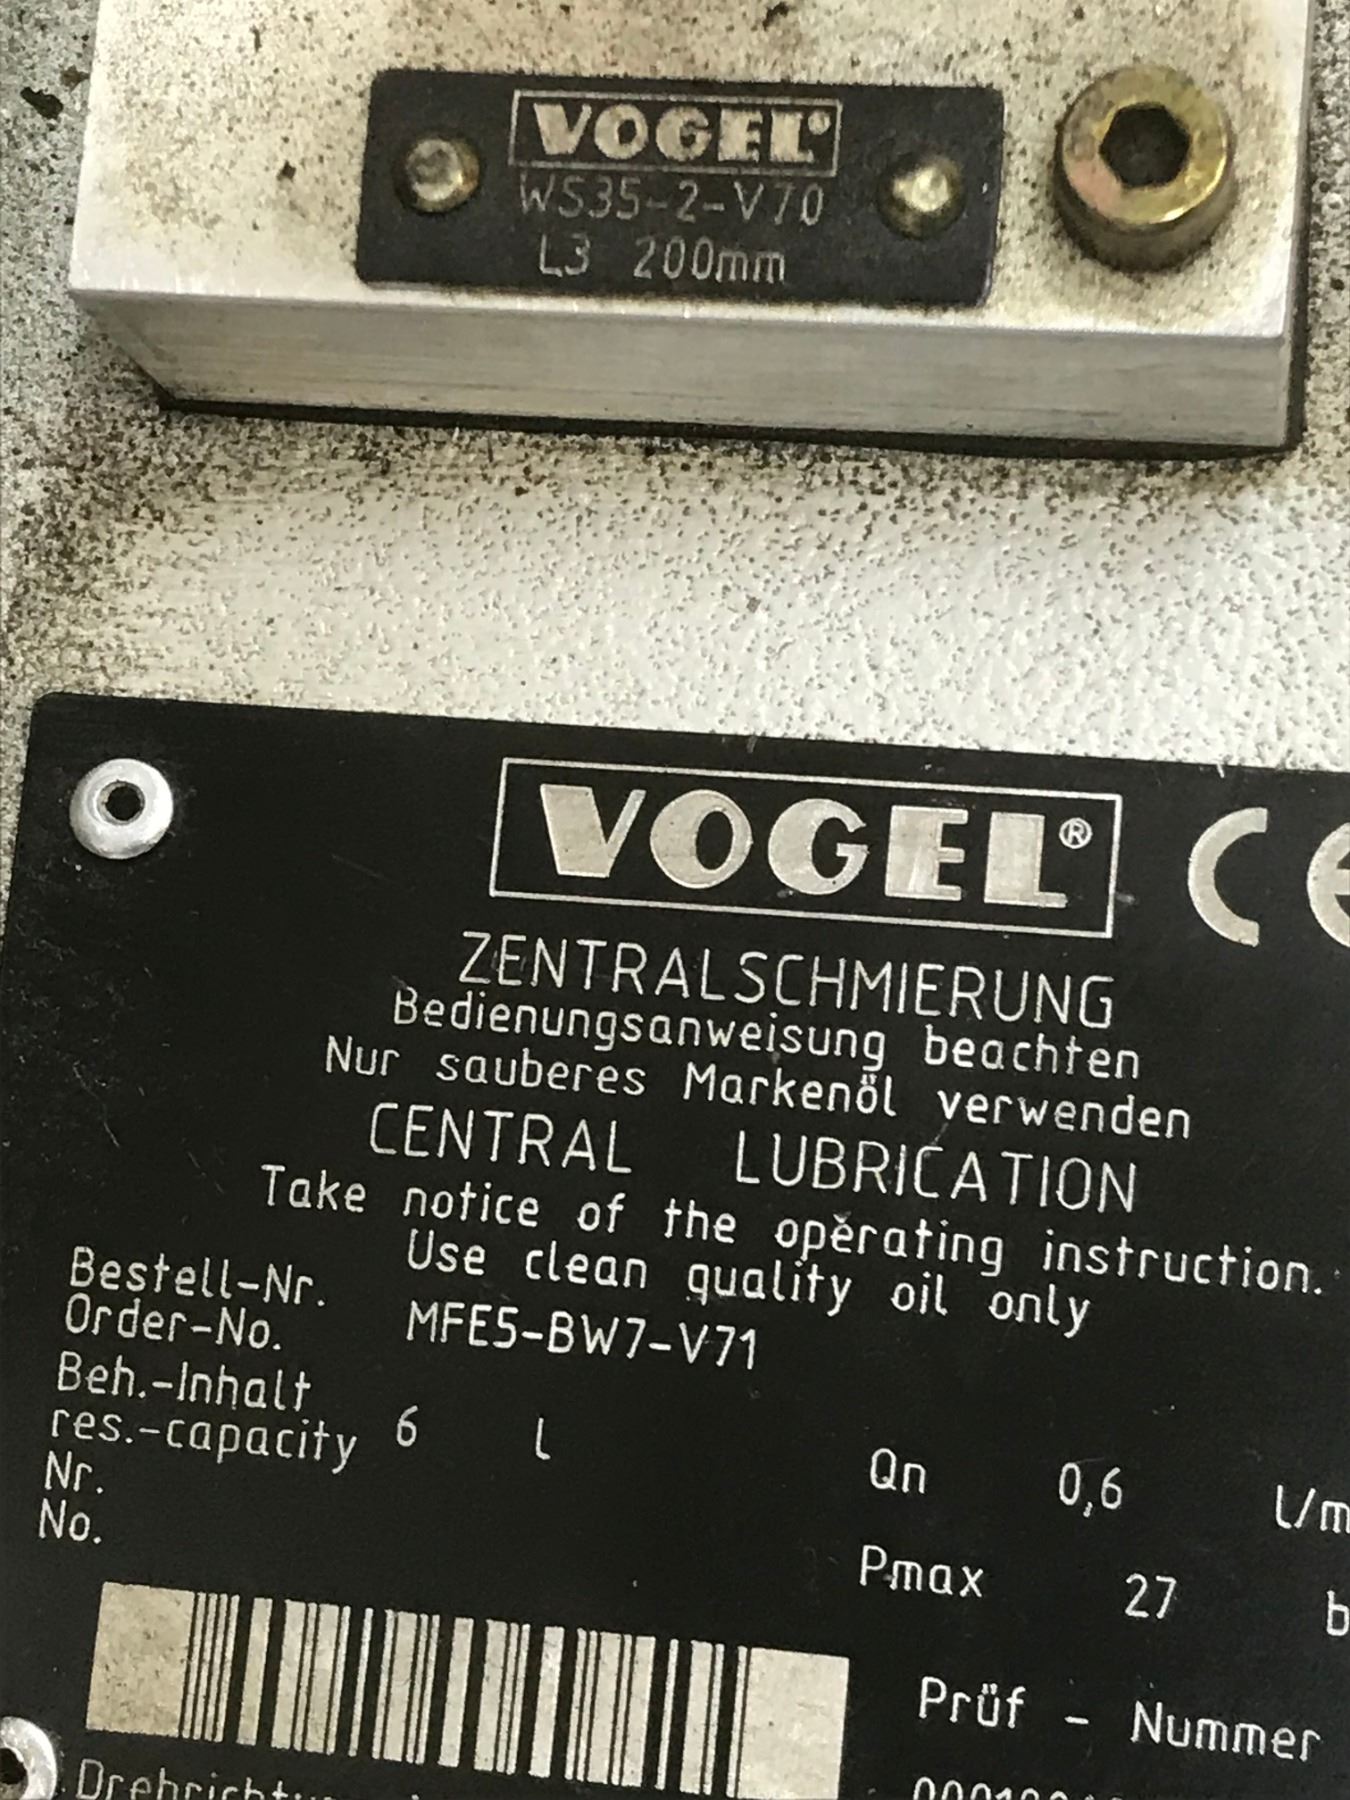 VOGEL®
WS35-2-V70
L3 200mm
VOGEL® CE
ZENTRALSCHMIERUNG
Bedienungsanweisung beachten
Nur sauberes Markenöl verwenden
CENTRAL LUBRICATION
Take notice of the operating instruction.
Use clean quality oil only
Bestell-Nr.
Order-No. MFE5-BW7-V71
Beh.-Inhalt
res.-capacity 6 l
Nr.
No.
Qn 0,6 l/m
Pmax 27 b
Prüf - Nummer